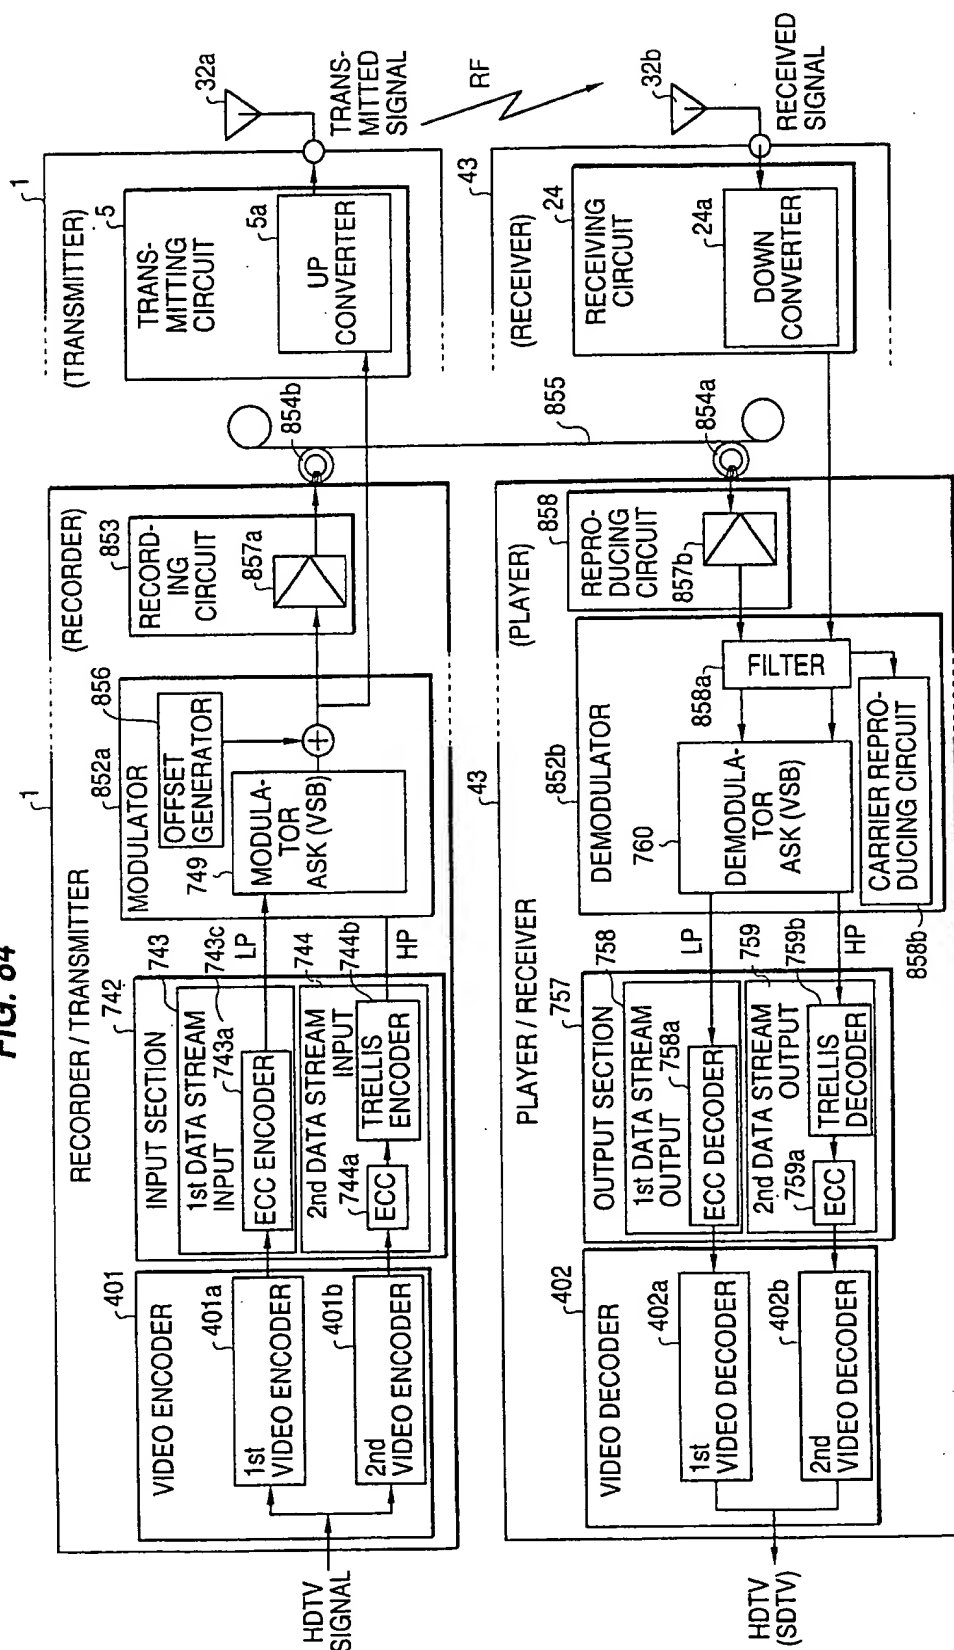 FIG. 84
RECORDER / TRANSMITTER
1
HDTV
SIGNAL
VIDEO ENCODER
401
1st
VIDEO ENCODER
401a
2nd
VIDEO ENCODER
401b
742
INPUT SECTION
743
1st DATA STREAM
INPUT
743c
743a
ECC ENCODER
LP
2nd DATA STREAM
INPUT
744
744a
ECC
744b
TRELLIS
ENCODER
HP
MODULATOR
852a
OFFSET
GENERATOR
856
749
MODULA-
TOR
ASK (VSB)
(RECORDER)
853
RECORD-
ING
CIRCUIT
857a
854b
855
(TRANSMITTER)
1
5
TRANS-
MITTING
CIRCUIT
5a
UP
CONVERTER
32a
TRANS-
MITTED
SIGNAL
RF
PLAYER / RECEIVER
43
HDTV
(SDTV)
VIDEO DECODER
402
1st
VIDEO DECODER
402a
2nd
VIDEO DECODER
402b
757
OUTPUT SECTION
758
1st DATA STREAM
OUTPUT
758a
ECC DECODER
LP
2nd DATA STREAM
OUTPUT
759
759a
ECC
759b
TRELLIS
DECODER
HP
DEMODULATOR
852b
760
DEMODULA-
TOR
ASK (VSB)
858a
FILTER
CARRIER REPRO-
DUCING CIRCUIT
858b
(PLAYER)
858
REPRO-
DUCING
CIRCUIT
857b
854a
(RECEIVER)
43
24
RECEIVING
CIRCUIT
24a
DOWN
CONVERTER
32b
RECEIVED
SIGNAL